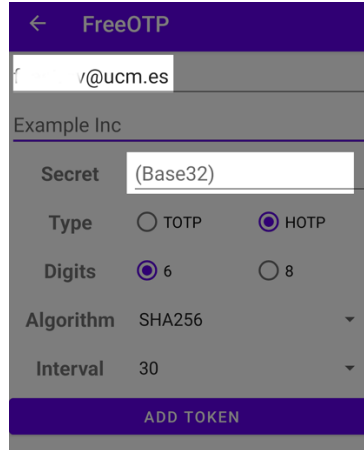 FreeOTP
@ucm.es
Example Inc
Secret (Base32)
Type TOTP HOTP
Digits 6 8
Algorithm SHA256
Interval 30
ADD TOKEN